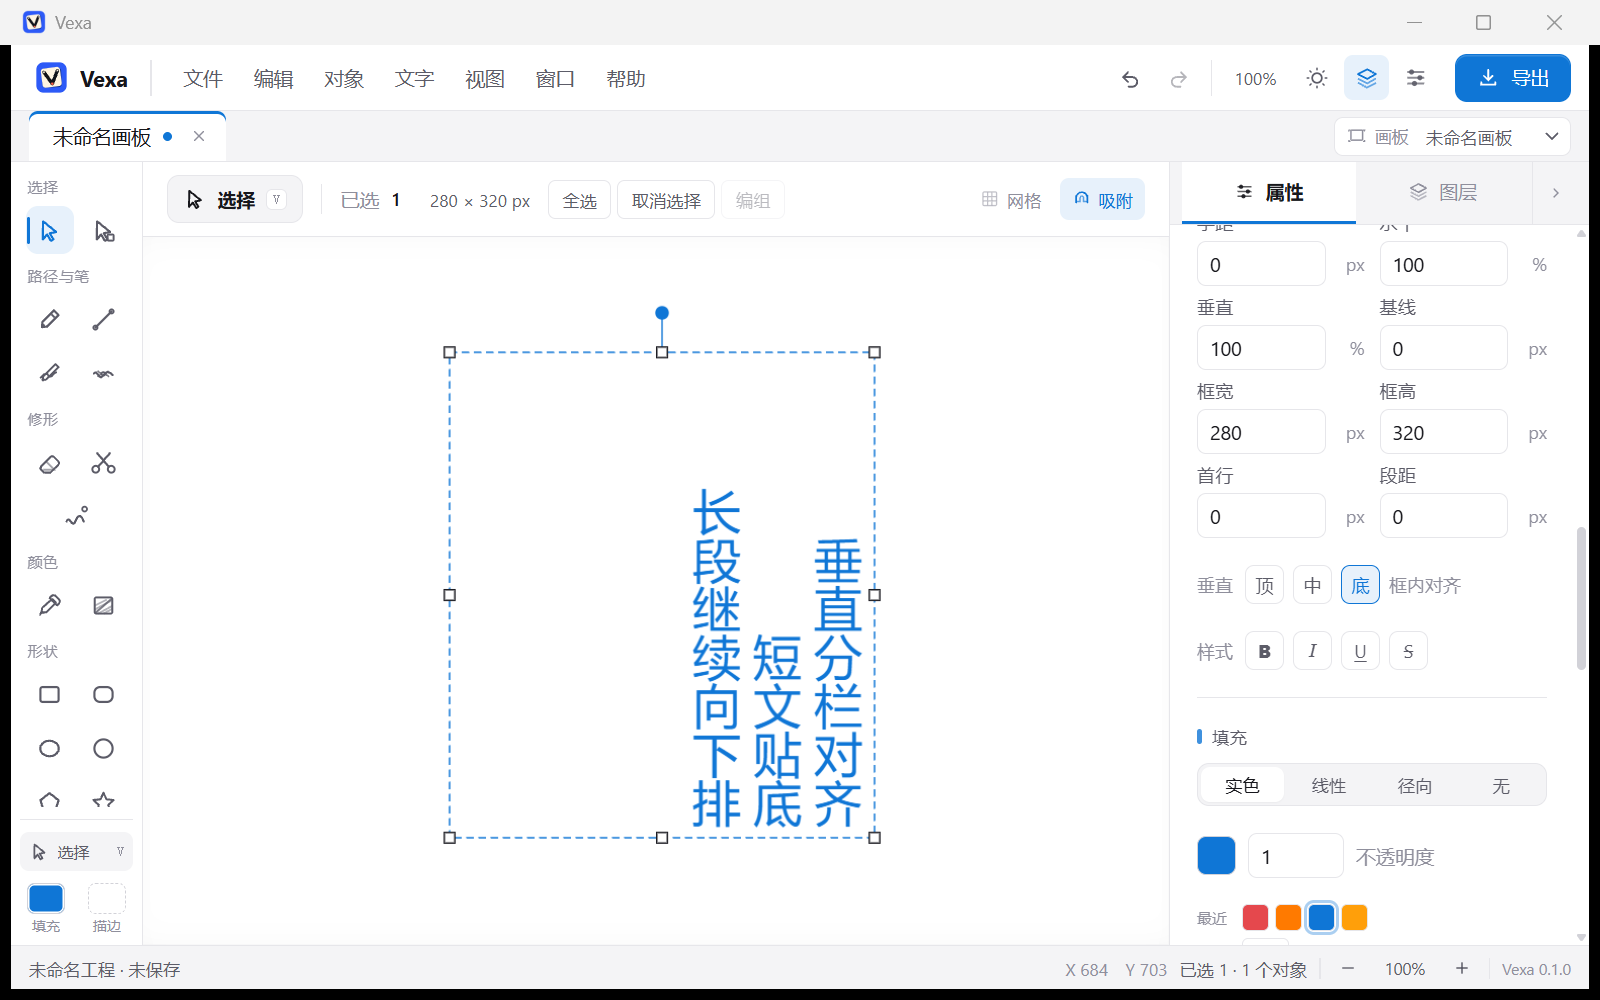 Vexa
Vexa 文件 编辑 对象 文字 视图 窗口 帮助 100% 导出
未命名画板 画板 未命名画板
选择 V 已选 1 280 × 320 px 全选 取消选择 编组 网格 吸附
属性 图层
选择
路径与笔
修形
颜色
形状
选择 V
填充 描边
垂直分栏对齐
短文贴底
长段继续向下排
字距 水平
0 px 100 %
垂直 基线
100 % 0 px
框宽 框高
280 px 320 px
首行 段距
0 px 0 px
垂直 顶 中 底 框内对齐
样式 B I U S
填充
实色 线性 径向 无
1 不透明度
最近
未命名工程 · 未保存 X 684 Y 703 已选 1 · 1 个对象 − 100% + Vexa 0.1.0